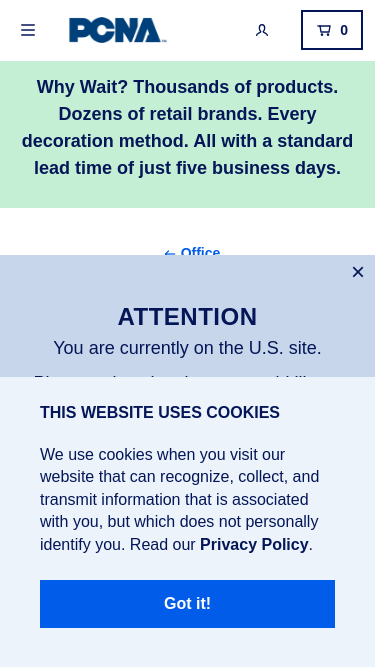 PCNA
0
Why Wait? Thousands of products.
Dozens of retail brands. Every
decoration method. All with a standard
lead time of just five business days.
← Office
×
ATTENTION
You are currently on the U.S. site.
THIS WEBSITE USES COOKIES
We use cookies when you visit our
website that can recognize, collect, and
transmit information that is associated
with you, but which does not personally
identify you. Read our Privacy Policy.
Got it!